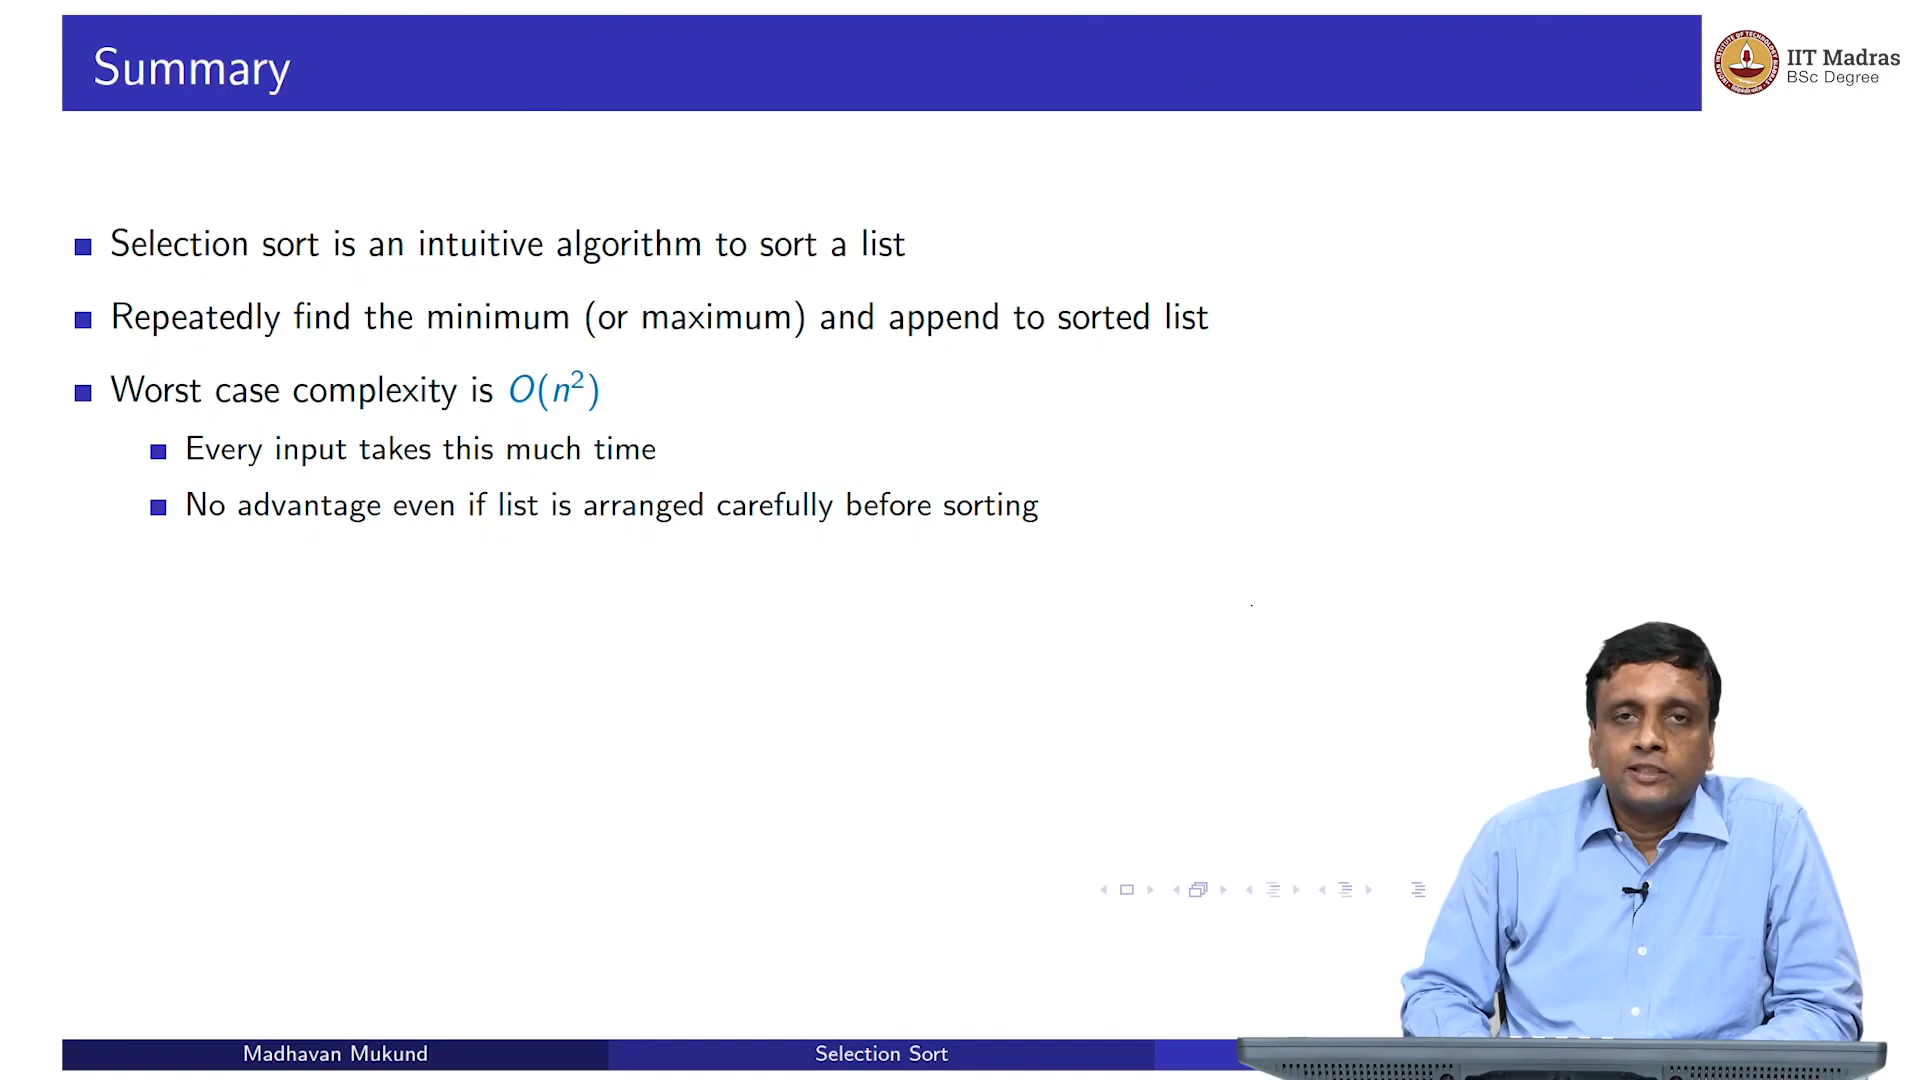 Summary
IIT Madras
BSc Degree
Selection sort is an intuitive algorithm to sort a list
Repeatedly find the minimum (or maximum) and append to sorted list
Worst case complexity is O(n²)
Every input takes this much time
No advantage even if list is arranged carefully before sorting
Madhavan Mukund
Selection Sort